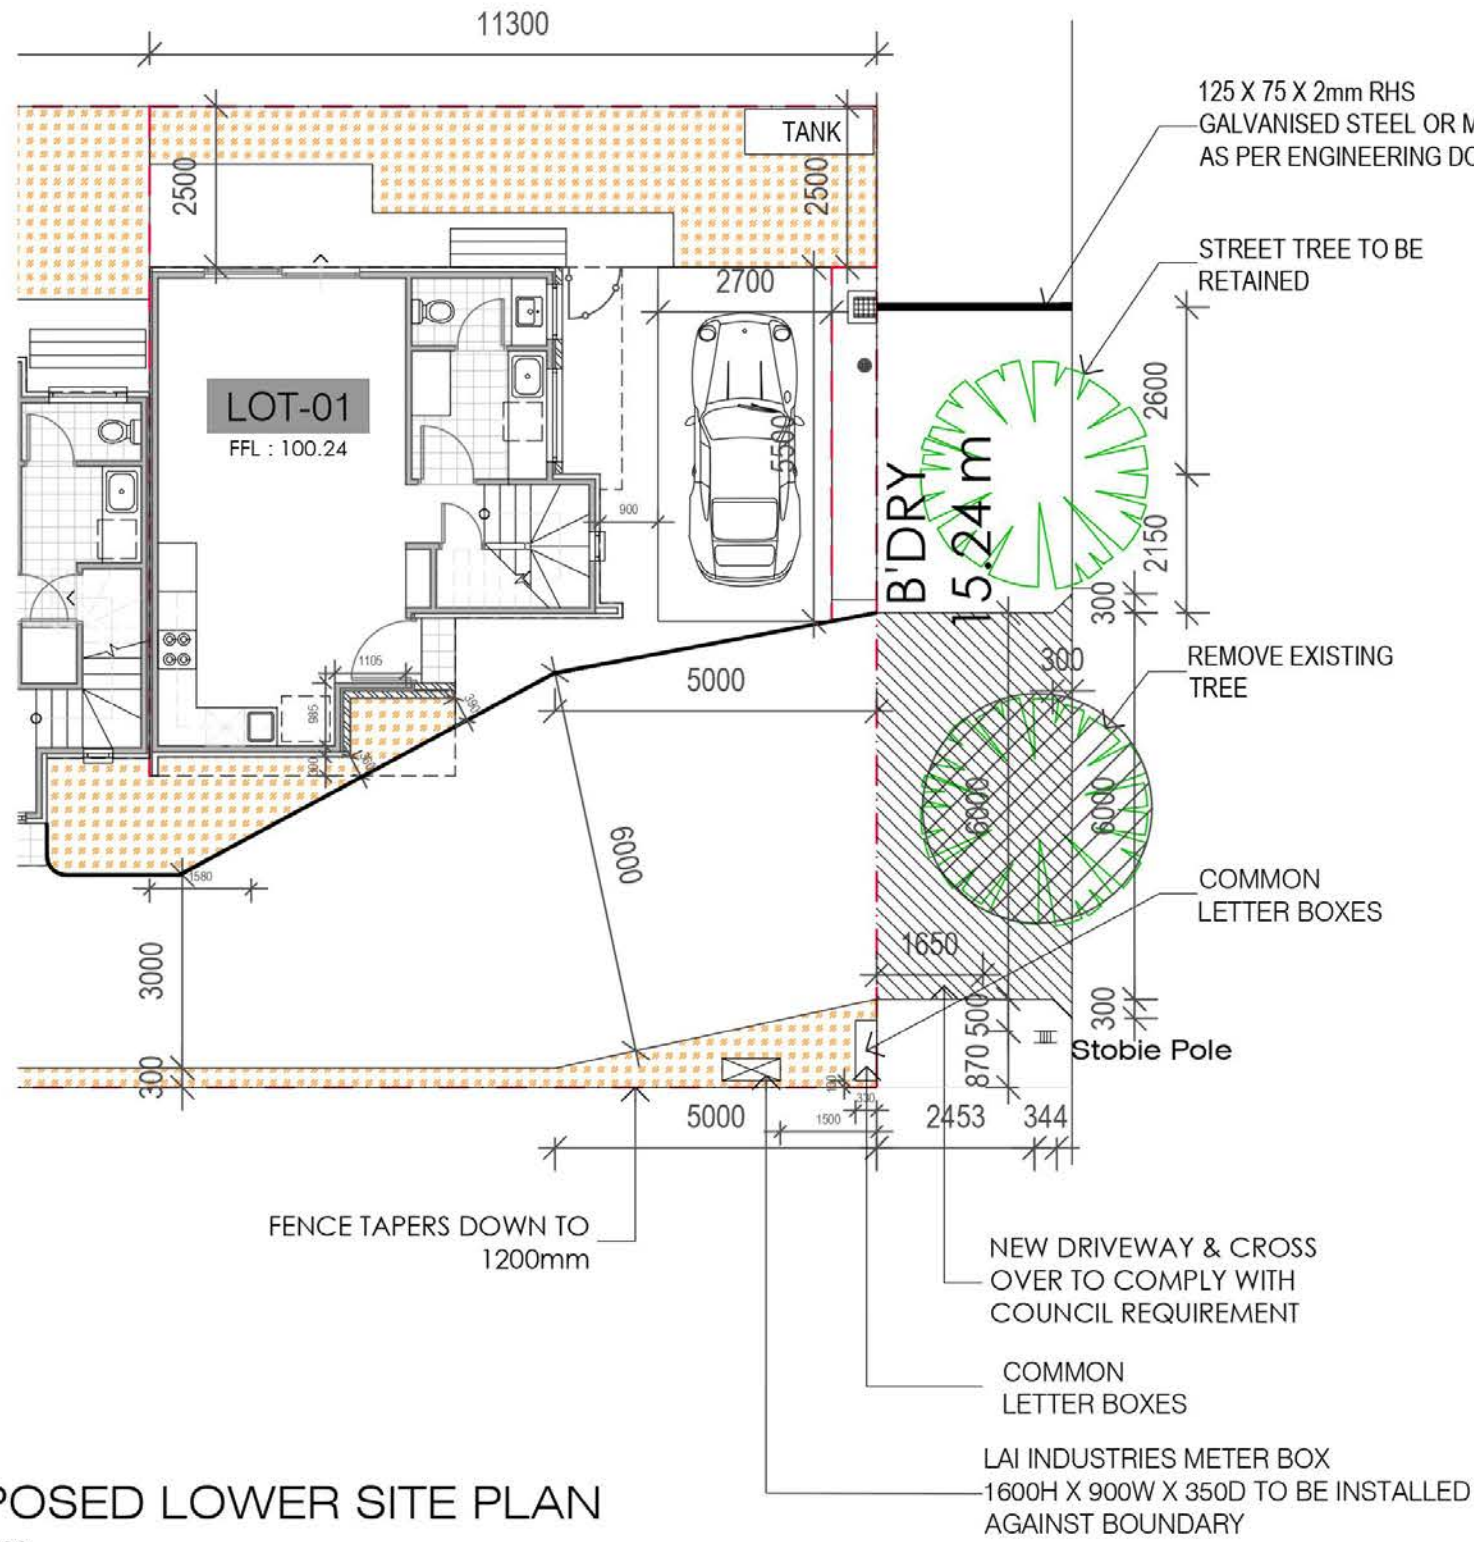 11300
125 X 75 X 2mm RHS
GALVANISED STEEL OR M
AS PER ENGINEERING DO
TANK
2500
2500
STREET TREE TO BE
RETAINED
2700
LOT-01
FFL : 100.24
5500
B'DRY
15.24 m
2600
2150
900
300
300
REMOVE EXISTING
TREE
1105
985
390
5000
300
6000
6000
6000
COMMON
LETTER BOXES
1580
3000
1650
500
300
Stobie Pole
870
300
100
330
5000
1500
2453
344
FENCE TAPERS DOWN TO
1200mm
NEW DRIVEWAY & CROSS
OVER TO COMPLY WITH
COUNCIL REQUIREMENT
COMMON
LETTER BOXES
LAI INDUSTRIES METER BOX
1600H X 900W X 350D TO BE INSTALLED
AGAINST BOUNDARY
POSED LOWER SITE PLAN